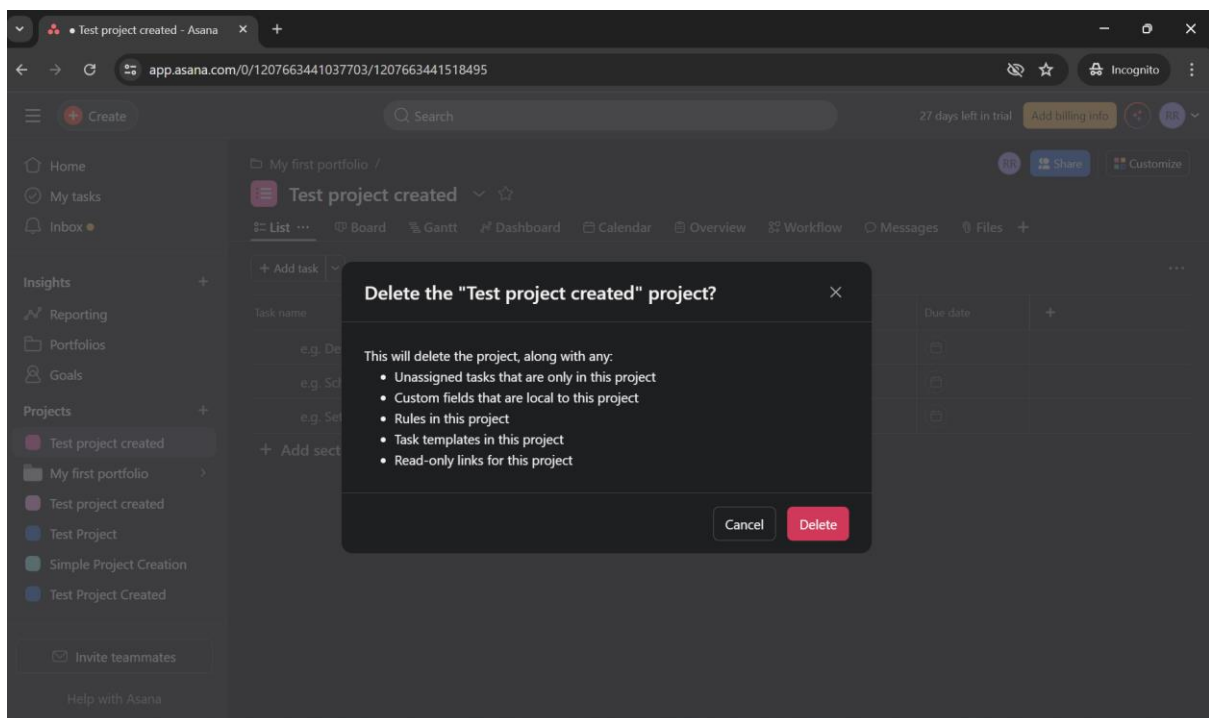 • Test project created - Asana
app.asana.com/0/1207663441037703/1207663441518495
Incognito
Create
Search
27 days left in trial
Add billing info
RR
Home
My tasks
Inbox
My first portfolio /
Test project created
RR
Share
Customize
List
Board
Gantt
Dashboard
Calendar
Overview
Workflow
Messages
Files
+ Add task
Insights
Reporting
Portfolios
Goals
Projects
Test project created
My first portfolio
Test project created
Test Project
Simple Project Creation
Test Project Created
Invite teammates
Help with Asana
Task name
Due date
e.g. De
e.g. Sch
e.g. Set
+ Add sect
Delete the "Test project created" project?
This will delete the project, along with any:
• Unassigned tasks that are only in this project
• Custom fields that are local to this project
• Rules in this project
• Task templates in this project
• Read-only links for this project
Cancel
Delete